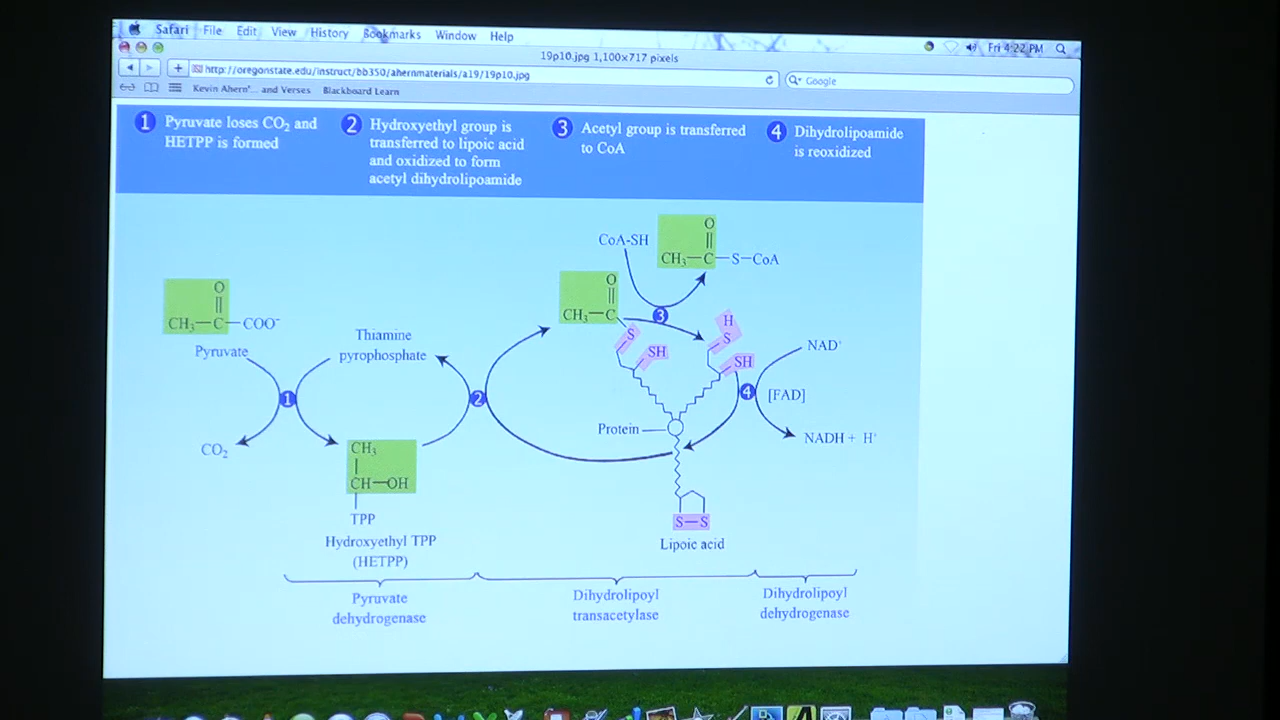 Safari File Edit View History Bookmarks Window Help
Fri 4:22 PM
19p10.jpg 1,100×717 pixels
http://oregonstate.edu/instruct/bb350/ahernmaterials/a19/19p10.jpg
Google
Kevin Ahern'... and Verses Blackboard Learn
1 Pyruvate loses CO₂ and
HETPP is formed
2 Hydroxyethyl group is
transferred to lipoic acid
and oxidized to form
acetyl dihydrolipoamide
3 Acetyl group is transferred
to CoA
4 Dihydrolipoamide
is reoxidized
O
CoA-SH
CH₃—C—S—CoA
O
CH₃—C
3
O
CH₃—C—COO⁻
Pyruvate
Thiamine
pyrophosphate
S
SH
H
S
SH
NAD⁺
1
2
4
[FAD]
CO₂
Protein
NADH + H⁺
CH₃
CH—OH
TPP
Hydroxyethyl TPP
(HETPP)
S—S
Lipoic acid
Pyruvate
dehydrogenase
Dihydrolipoyl
transacetylase
Dihydrolipoyl
dehydrogenase